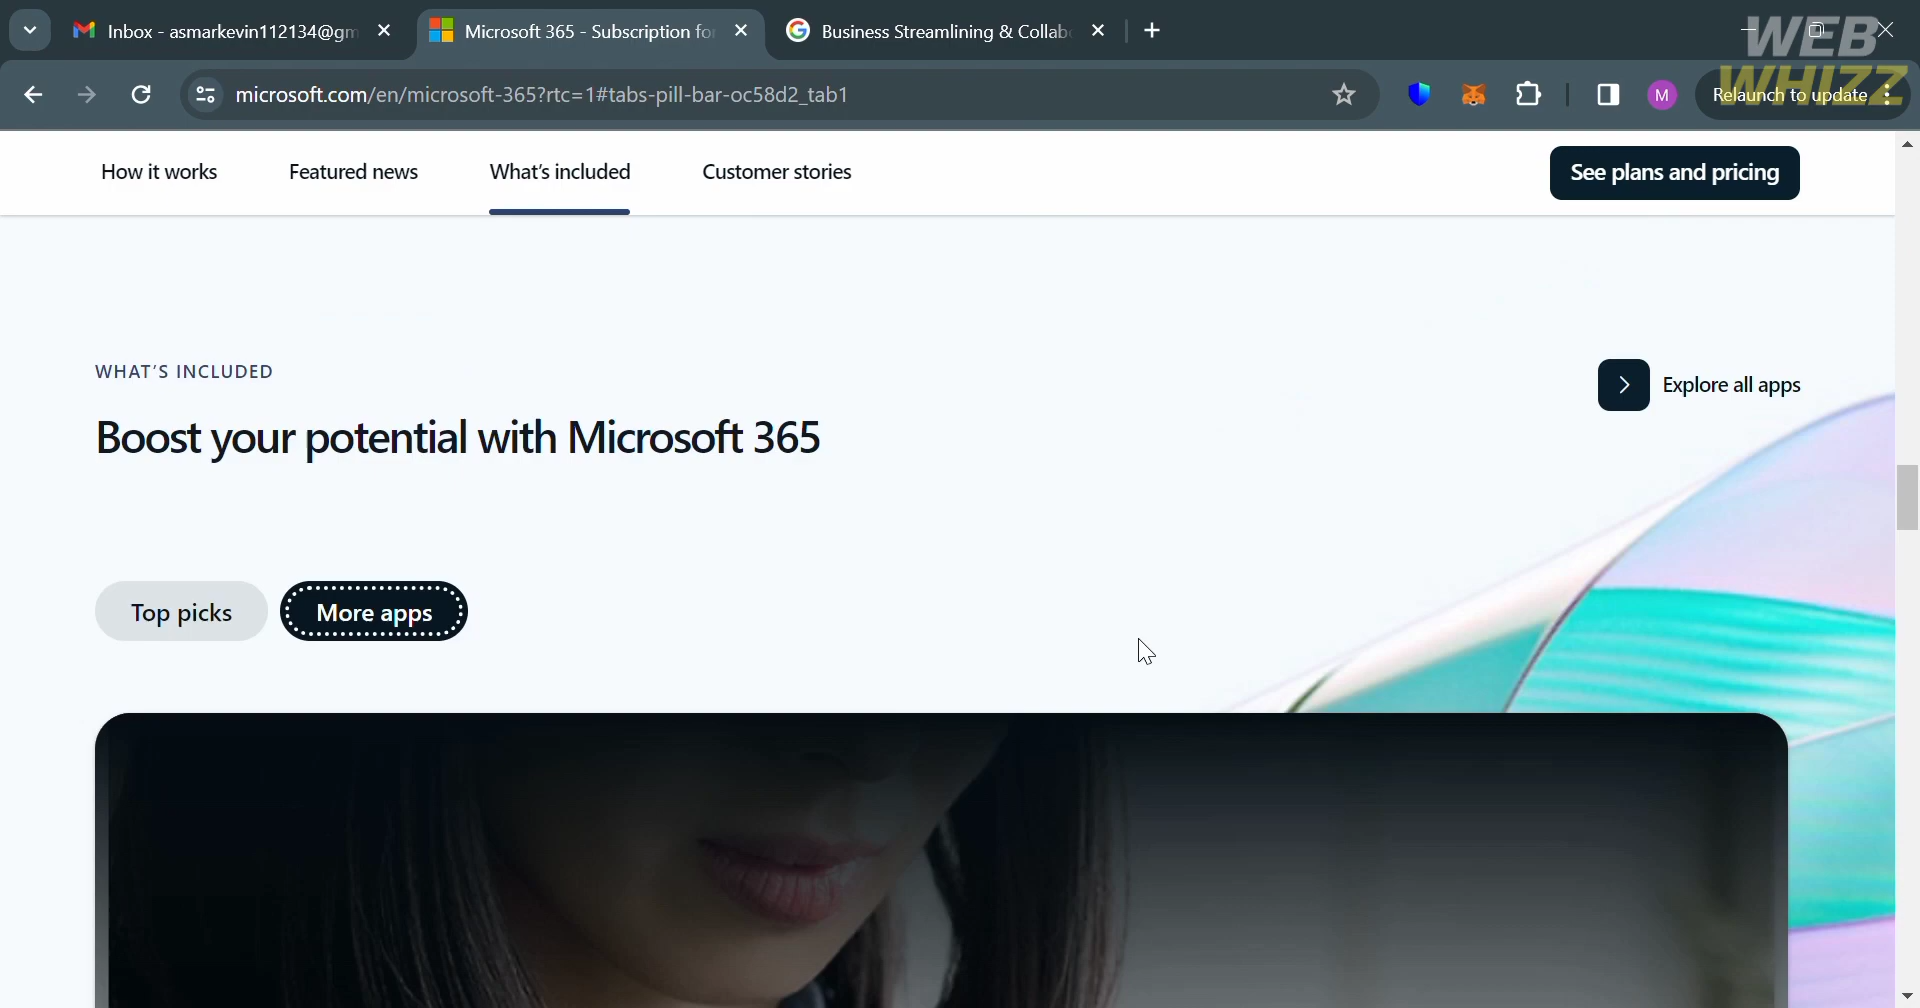 Inbox - asmarkevin112134@gm
Microsoft 365 - Subscription fo
Business Streamlining & Collab
WEB
WHIZZ
microsoft.com/en/microsoft-365?rtc=1#tabs-pill-bar-oc58d2_tab1
M
Relaunch to update
How it works
Featured news
What's included
Customer stories
See plans and pricing
WHAT'S INCLUDED
Explore all apps
Boost your potential with Microsoft 365
Top picks
More apps